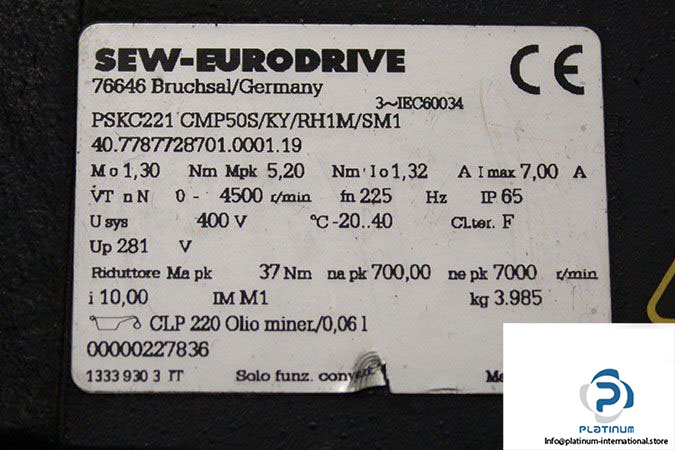 SEW-EURODRIVE
76646 Bruchsal/Germany
CE
3~IEC60034
PSKC221 CMP50S/KY/RH1M/SM1
40.7787728701.0001.19
Mo 1,30 Nm Mpk 5,20 Nm Io 1,32 A Imax 7,00 A
VT nN 0- 4500 r/min fn 225 Hz IP 65
Usys 400 V °C -20..40 Cl.ter. F
Up 281 V
Riduttore Ma pk 37 Nm na pk 700,00 ne pk 7000 r/min
i 10,00 IM M1 kg 3.985
CLP 220 Olio miner./0,06 l
00000227836
1333 930 3 IT Solo funz.
PLATINUM
Info@platinum-international.store